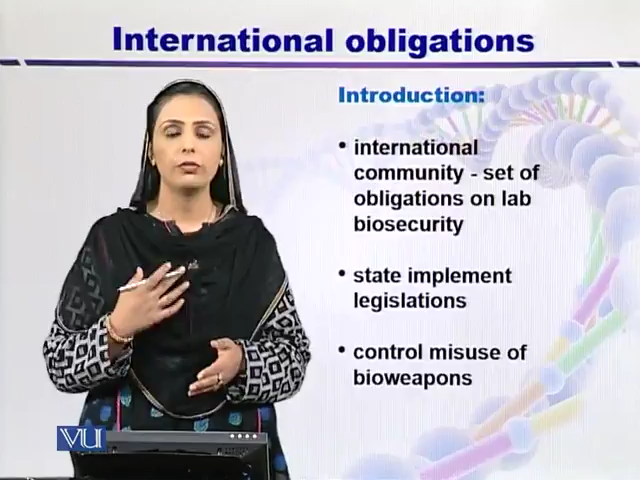 International obligations
Introduction:
• international
community - set of
obligations on lab
biosecurity
• state implement
legislations
• control misuse of
bioweapons
VU